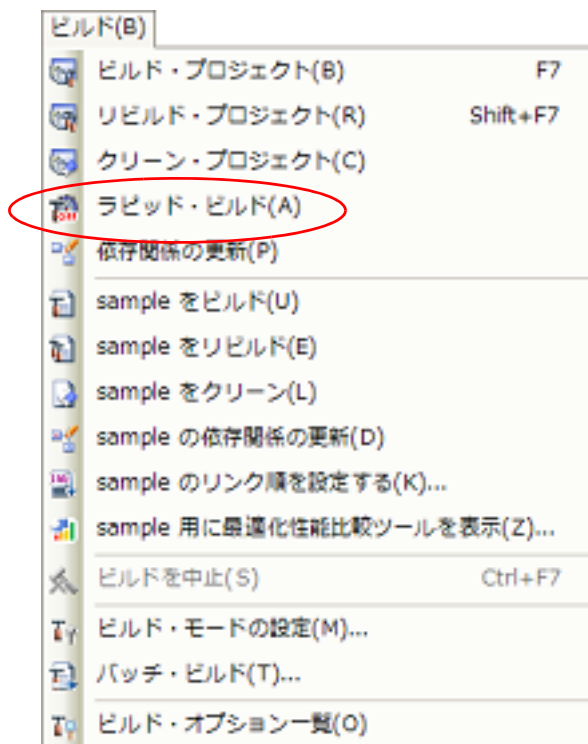 ビルド(B)
ビルド・プロジェクト(B) F7
リビルド・プロジェクト(R) Shift+F7
クリーン・プロジェクト(C)
ラピッド・ビルド(A)
依存関係の更新(P)
sample をビルド(U)
sample をリビルド(E)
sample をクリーン(L)
sample の依存関係の更新(D)
sample のリンク順を設定する(K)...
sample 用に最適化性能比較ツールを表示(Z)...
ビルドを中止(S) Ctrl+F7
ビルド・モードの設定(M)...
バッチ・ビルド(T)...
ビルド・オプション一覧(O)